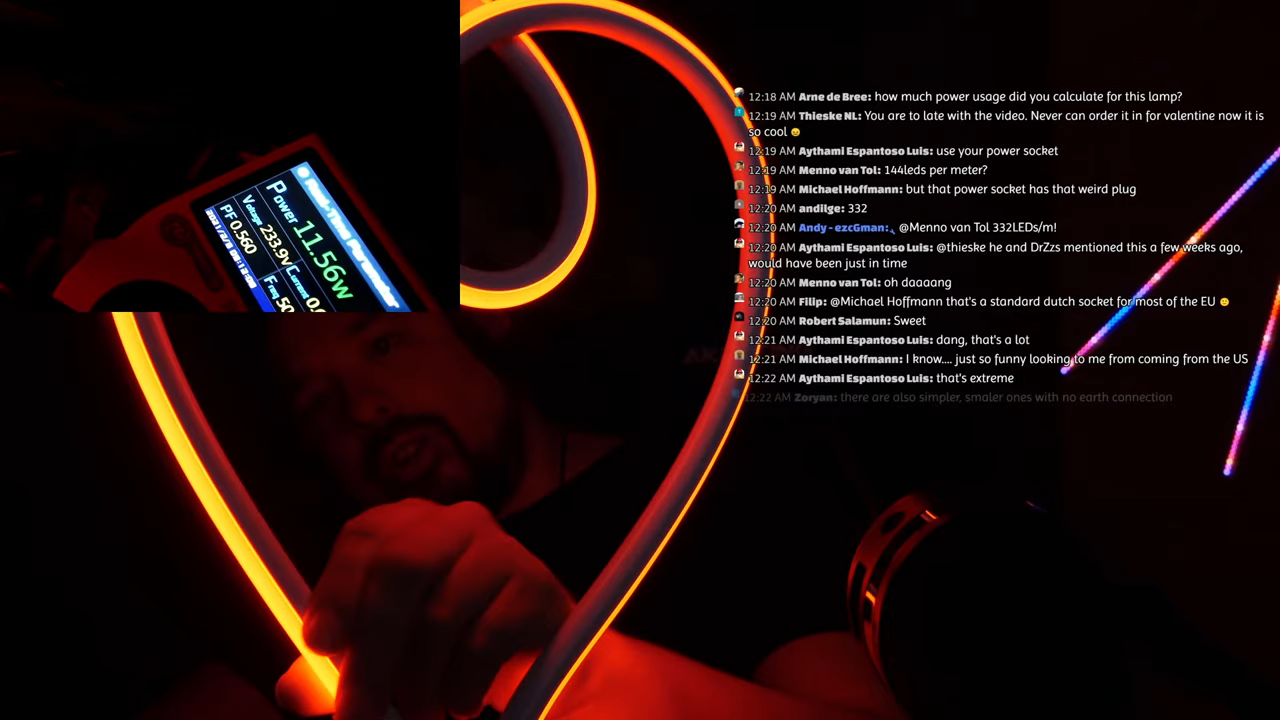 Real-Time Parameter
Power 11.56w
Voltage 233.9v
PF 0.560
12:18 AM Arne de Bree: how much power usage did you calculate for this lamp?
12:19 AM Thieske NL: You are to late with the video. Never can order it in for valentine now it is
so cool 😉
12:19 AM Aythami Espantoso Luis: use your power socket
12:19 AM Menno van Tol: 144leds per meter?
12:19 AM Michael Hoffmann: but that power socket has that weird plug
12:20 AM andilge: 332
12:20 AM Andy - ezcGman: @Menno van Tol 332LEDs/m!
12:20 AM Aythami Espantoso Luis: @thieske he and DrZzs mentioned this a few weeks ago,
would have been just in time
12:20 AM Menno van Tol: oh daaaang
12:20 AM Filip: @Michael Hoffmann that's a standard dutch socket for most of the EU 🙂
12:20 AM Robert Salamun: Sweet
12:21 AM Aythami Espantoso Luis: dang, that's a lot
12:21 AM Michael Hoffmann: I know.... just so funny looking to me from coming from the US
12:22 AM Aythami Espantoso Luis: that's extreme
12:22 AM Zoryan: there are also simpler, smaler ones with no earth connection